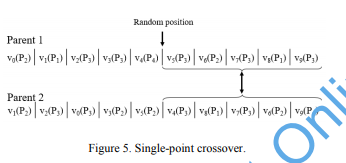 Random position
Parent 1
v₀(P₂) | v₁(P₁) | v₂(P₃) | v₃(P₃) | v₄(P₄) | v₅(P₃) | v₆(P₂) | v₇(P₃) | v₈(P₁) | v₉(P₃)
Parent 2
v₁(P₂) | v₂(P₃) | v₀(P₃) | v₃(P₂) | v₅(P₂) | v₄(P₃) | v₈(P₁) | v₇(P₃) | v₆(P₂) | v₉(P
Figure 5. Single-point crossover.
Onli